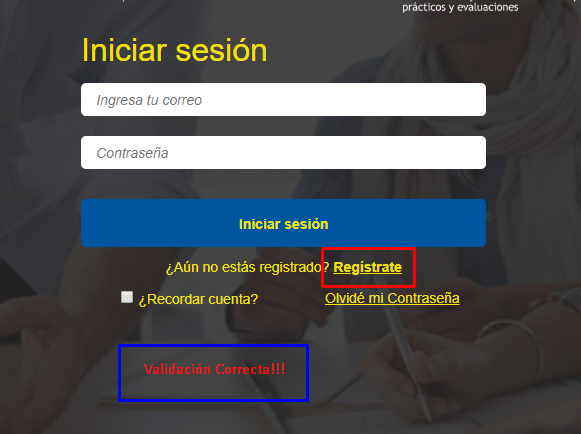 prácticos y evaluaciones
Iniciar sesión
Ingresa tu correo
Contraseña
Iniciar sesión
¿Aún no estás registrado? Regístrate
¿Recordar cuenta? Olvidé mi Contraseña
Validación Correcta!!!